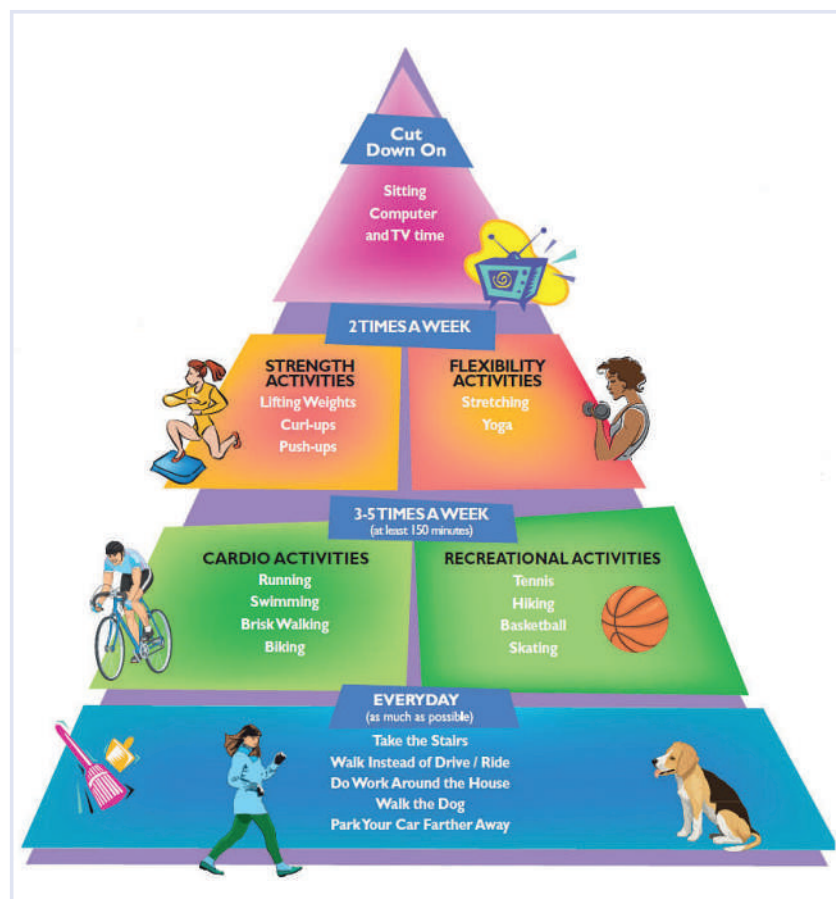 Cut
Down On
Sitting
Computer
and TV time
2 TIMES A WEEK
STRENGTH
ACTIVITIES
Lifting Weights
Curl-ups
Push-ups
FLEXIBILITY
ACTIVITIES
Stretching
Yoga
3-5 TIMES A WEEK
(at least 150 minutes)
CARDIO ACTIVITIES
Running
Swimming
Brisk Walking
Biking
RECREATIONAL ACTIVITIES
Tennis
Hiking
Basketball
Skating
EVERYDAY
(as much as possible)
Take the Stairs
Walk Instead of Drive / Ride
Do Work Around the House
Walk the Dog
Park Your Car Farther Away